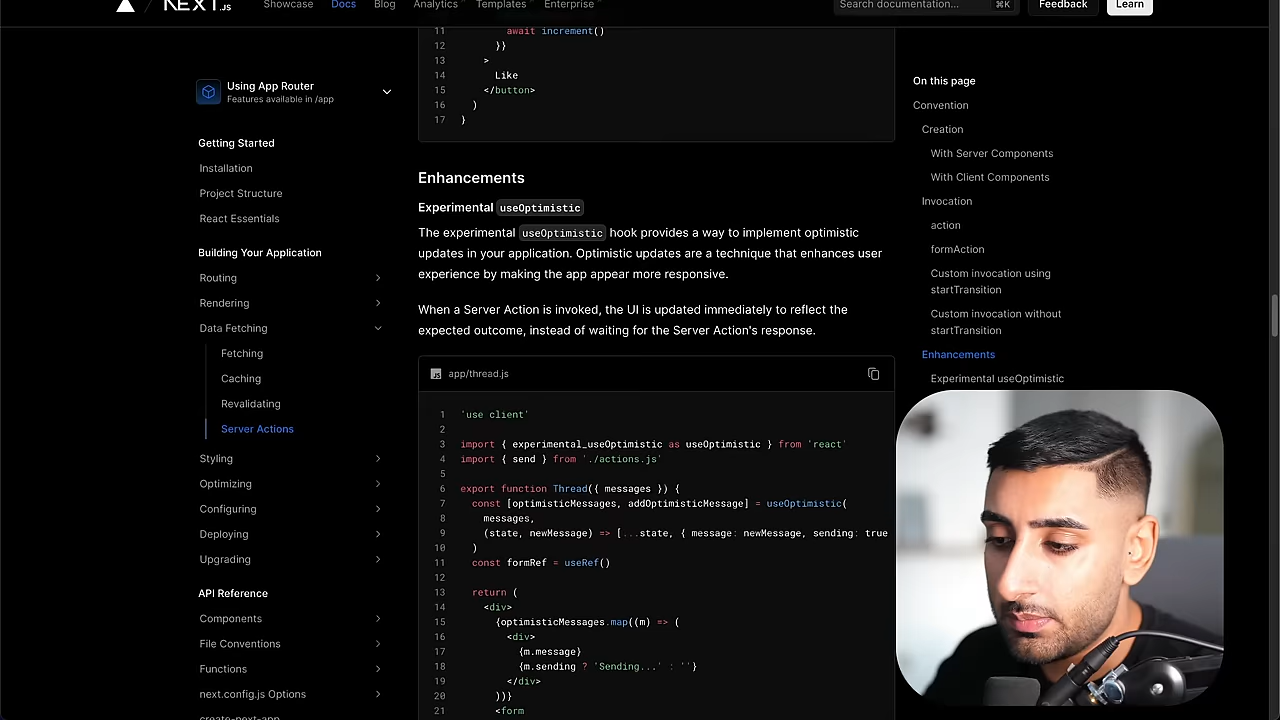 NEXT.JS
Showcase
Docs
Blog
Analytics
Templates
Enterprise
Search documentation... ⌘K
Feedback
Learn
Using App Router
Features available in /app
Getting Started
Installation
Project Structure
React Essentials
Building Your Application
Routing
Rendering
Data Fetching
Fetching
Caching
Revalidating
Server Actions
Styling
Optimizing
Configuring
Deploying
Upgrading
API Reference
Components
File Conventions
Functions
next.config.js Options
create-next-app
11 await increment()
12 }}
13 >
14 Like
15 </button>
16 )
17 }
Enhancements
Experimental useOptimistic
The experimental useOptimistic hook provides a way to implement optimistic
updates in your application. Optimistic updates are a technique that enhances user
experience by making the app appear more responsive.
When a Server Action is invoked, the UI is updated immediately to reflect the
expected outcome, instead of waiting for the Server Action's response.
JS app/thread.js
1 'use client'
2
3 import { experimental_useOptimistic as useOptimistic } from 'react'
4 import { send } from './actions.js'
5
6 export function Thread({ messages }) {
7 const [optimisticMessages, addOptimisticMessage] = useOptimistic(
8 messages,
9 (state, newMessage) => [...state, { message: newMessage, sending: true
10 )
11 const formRef = useRef()
12
13 return (
14 <div>
15 {optimisticMessages.map((m) => (
16 <div>
17 {m.message}
18 {m.sending ? 'Sending...' : ''}
19 </div>
20 ))}
21 <form
On this page
Convention
Creation
With Server Components
With Client Components
Invocation
action
formAction
Custom invocation using
startTransition
Custom invocation without
startTransition
Enhancements
Experimental useOptimistic